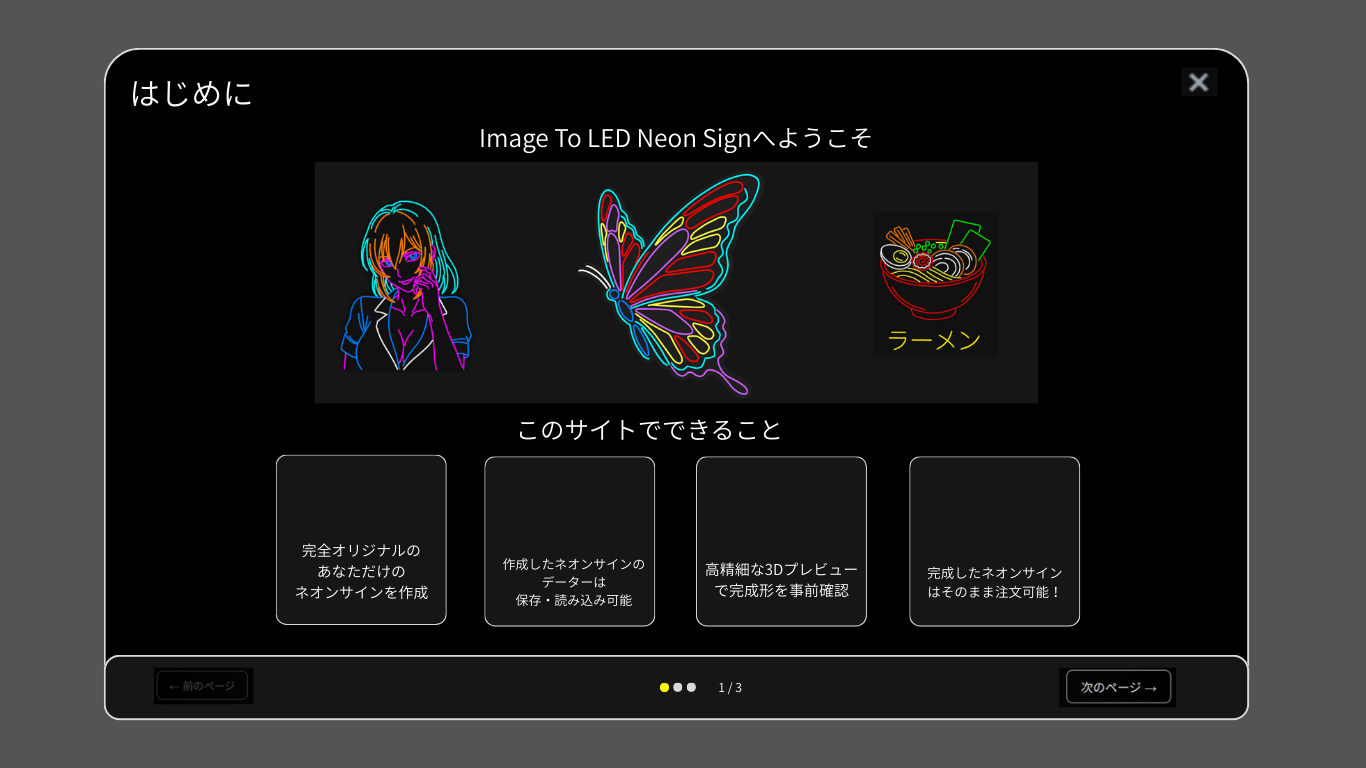 はじめに
Image To LED Neon Signへようこそ
ラーメン
このサイトでできること
完全オリジナルの
あなただけの
ネオンサインを作成
作成したネオンサインの
データーは
保存・読み込み可能
高精細な3Dプレビュー
で完成形を事前確認
完成したネオンサイン
はそのまま注文可能！
← 前のページ
1 / 3
次のページ →